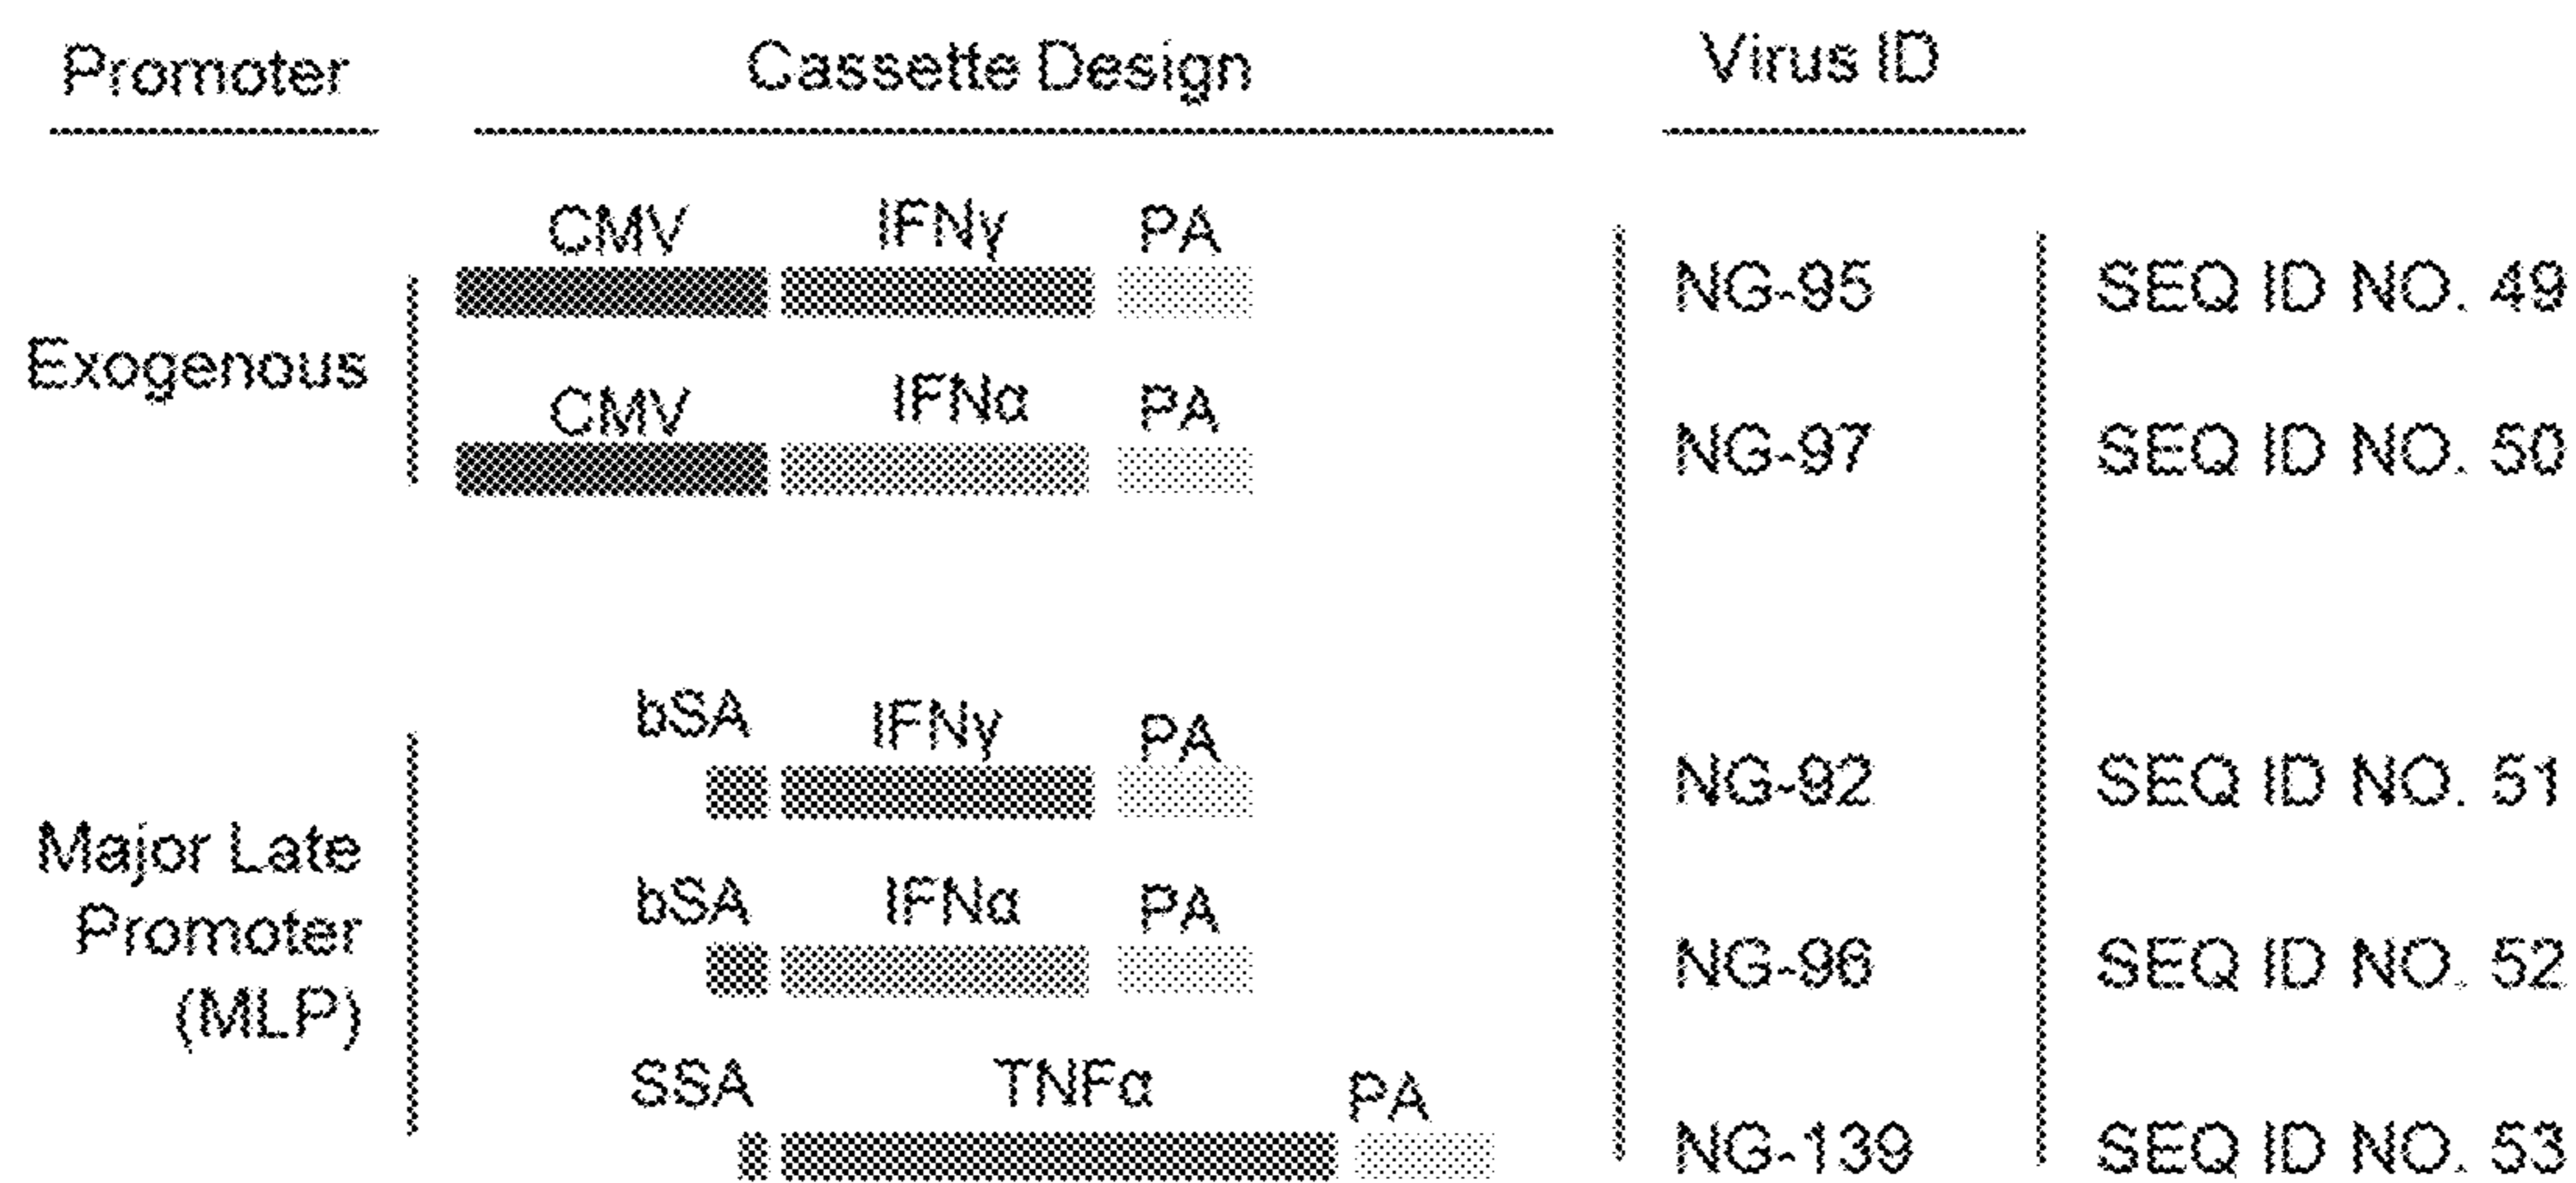 Promoter Cassette Design Virus ID
CMV IFNγ PA
NG-95 SEQ ID NO. 49
Exogenous
CMV IFNα PA
NG-97 SEQ ID NO. 50
bSA IFNγ PA
NG-92 SEQ ID NO. 51
Major Late
Promoter
(MLP)
bSA IFNα PA
NG-96 SEQ ID NO. 52
SSA TNFα PA
NG-139 SEQ ID NO. 53